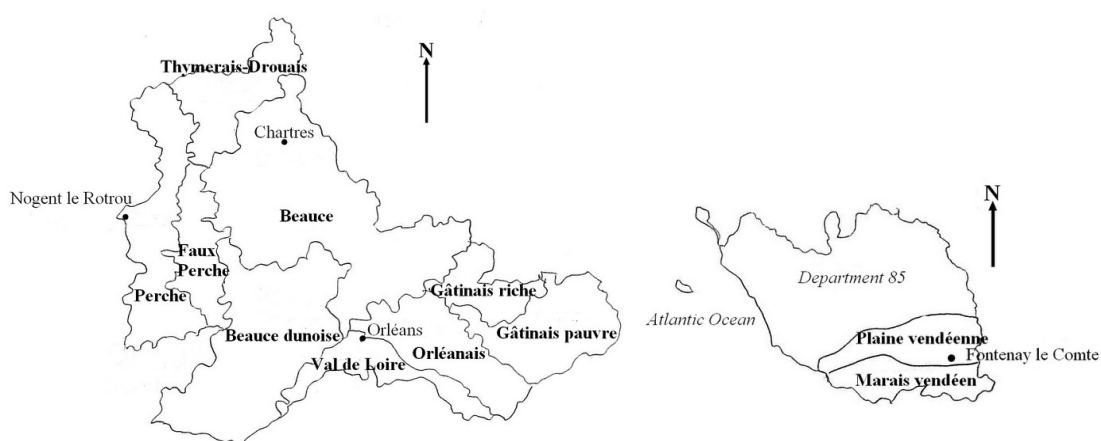 N
Thymerais-Drouais
Chartres
Nogent le Rotrou
Beauce
Faux
Perche
Perche
Gâtinais riche
Orléans
Beauce dunoise
Gâtinais pauvre
Orléanais
Val de Loire
N
Department 85
Atlantic Ocean
Plaine vendéenne
Fontenay le Comte
Marais vendéen